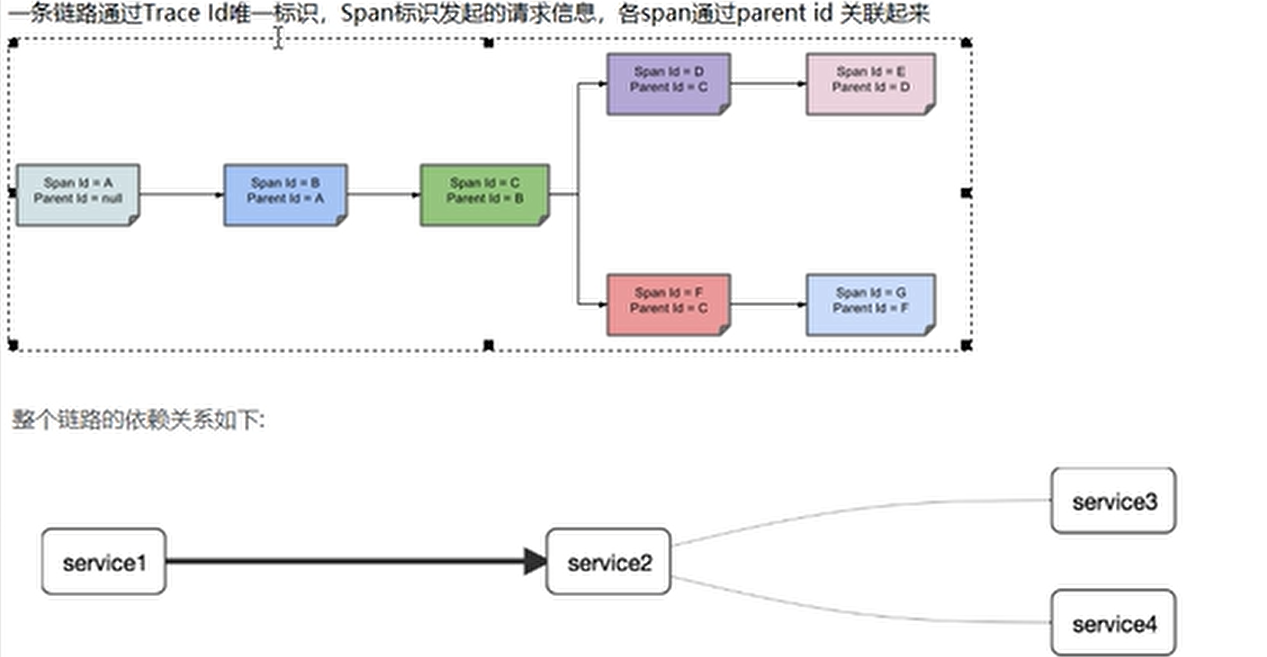 一条链路通过Trace Id唯一标识，Span标识发起的请求信息，各span通过parent id 关联起来
Span Id = D
Parent Id = C
Span Id = E
Parent Id = D
Span Id = A
Parent Id = null
Span Id = B
Parent Id = A
Span Id = C
Parent Id = B
Span Id = F
Parent Id = C
Span Id = G
Parent Id = F
整个链路的依赖关系如下:
service3
service1
service2
service4